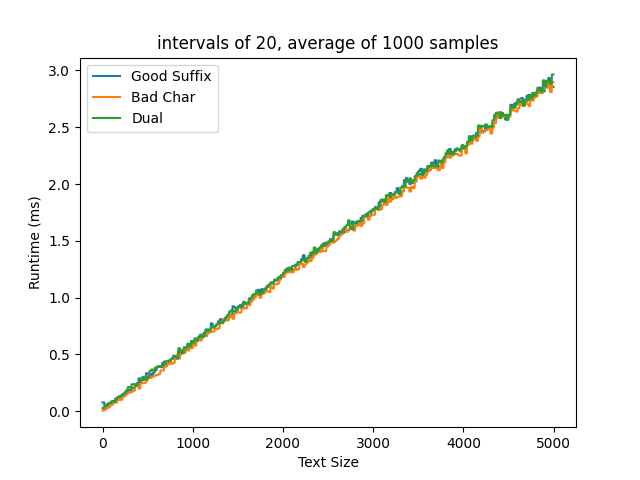 intervals of 20, average of 1000 samples
Good Suffix
Bad Char
Dual
3.0
2.5
2.0
1.5
1.0
0.5
0.0
Runtime (ms)
0 1000 2000 3000 4000 5000
Text Size